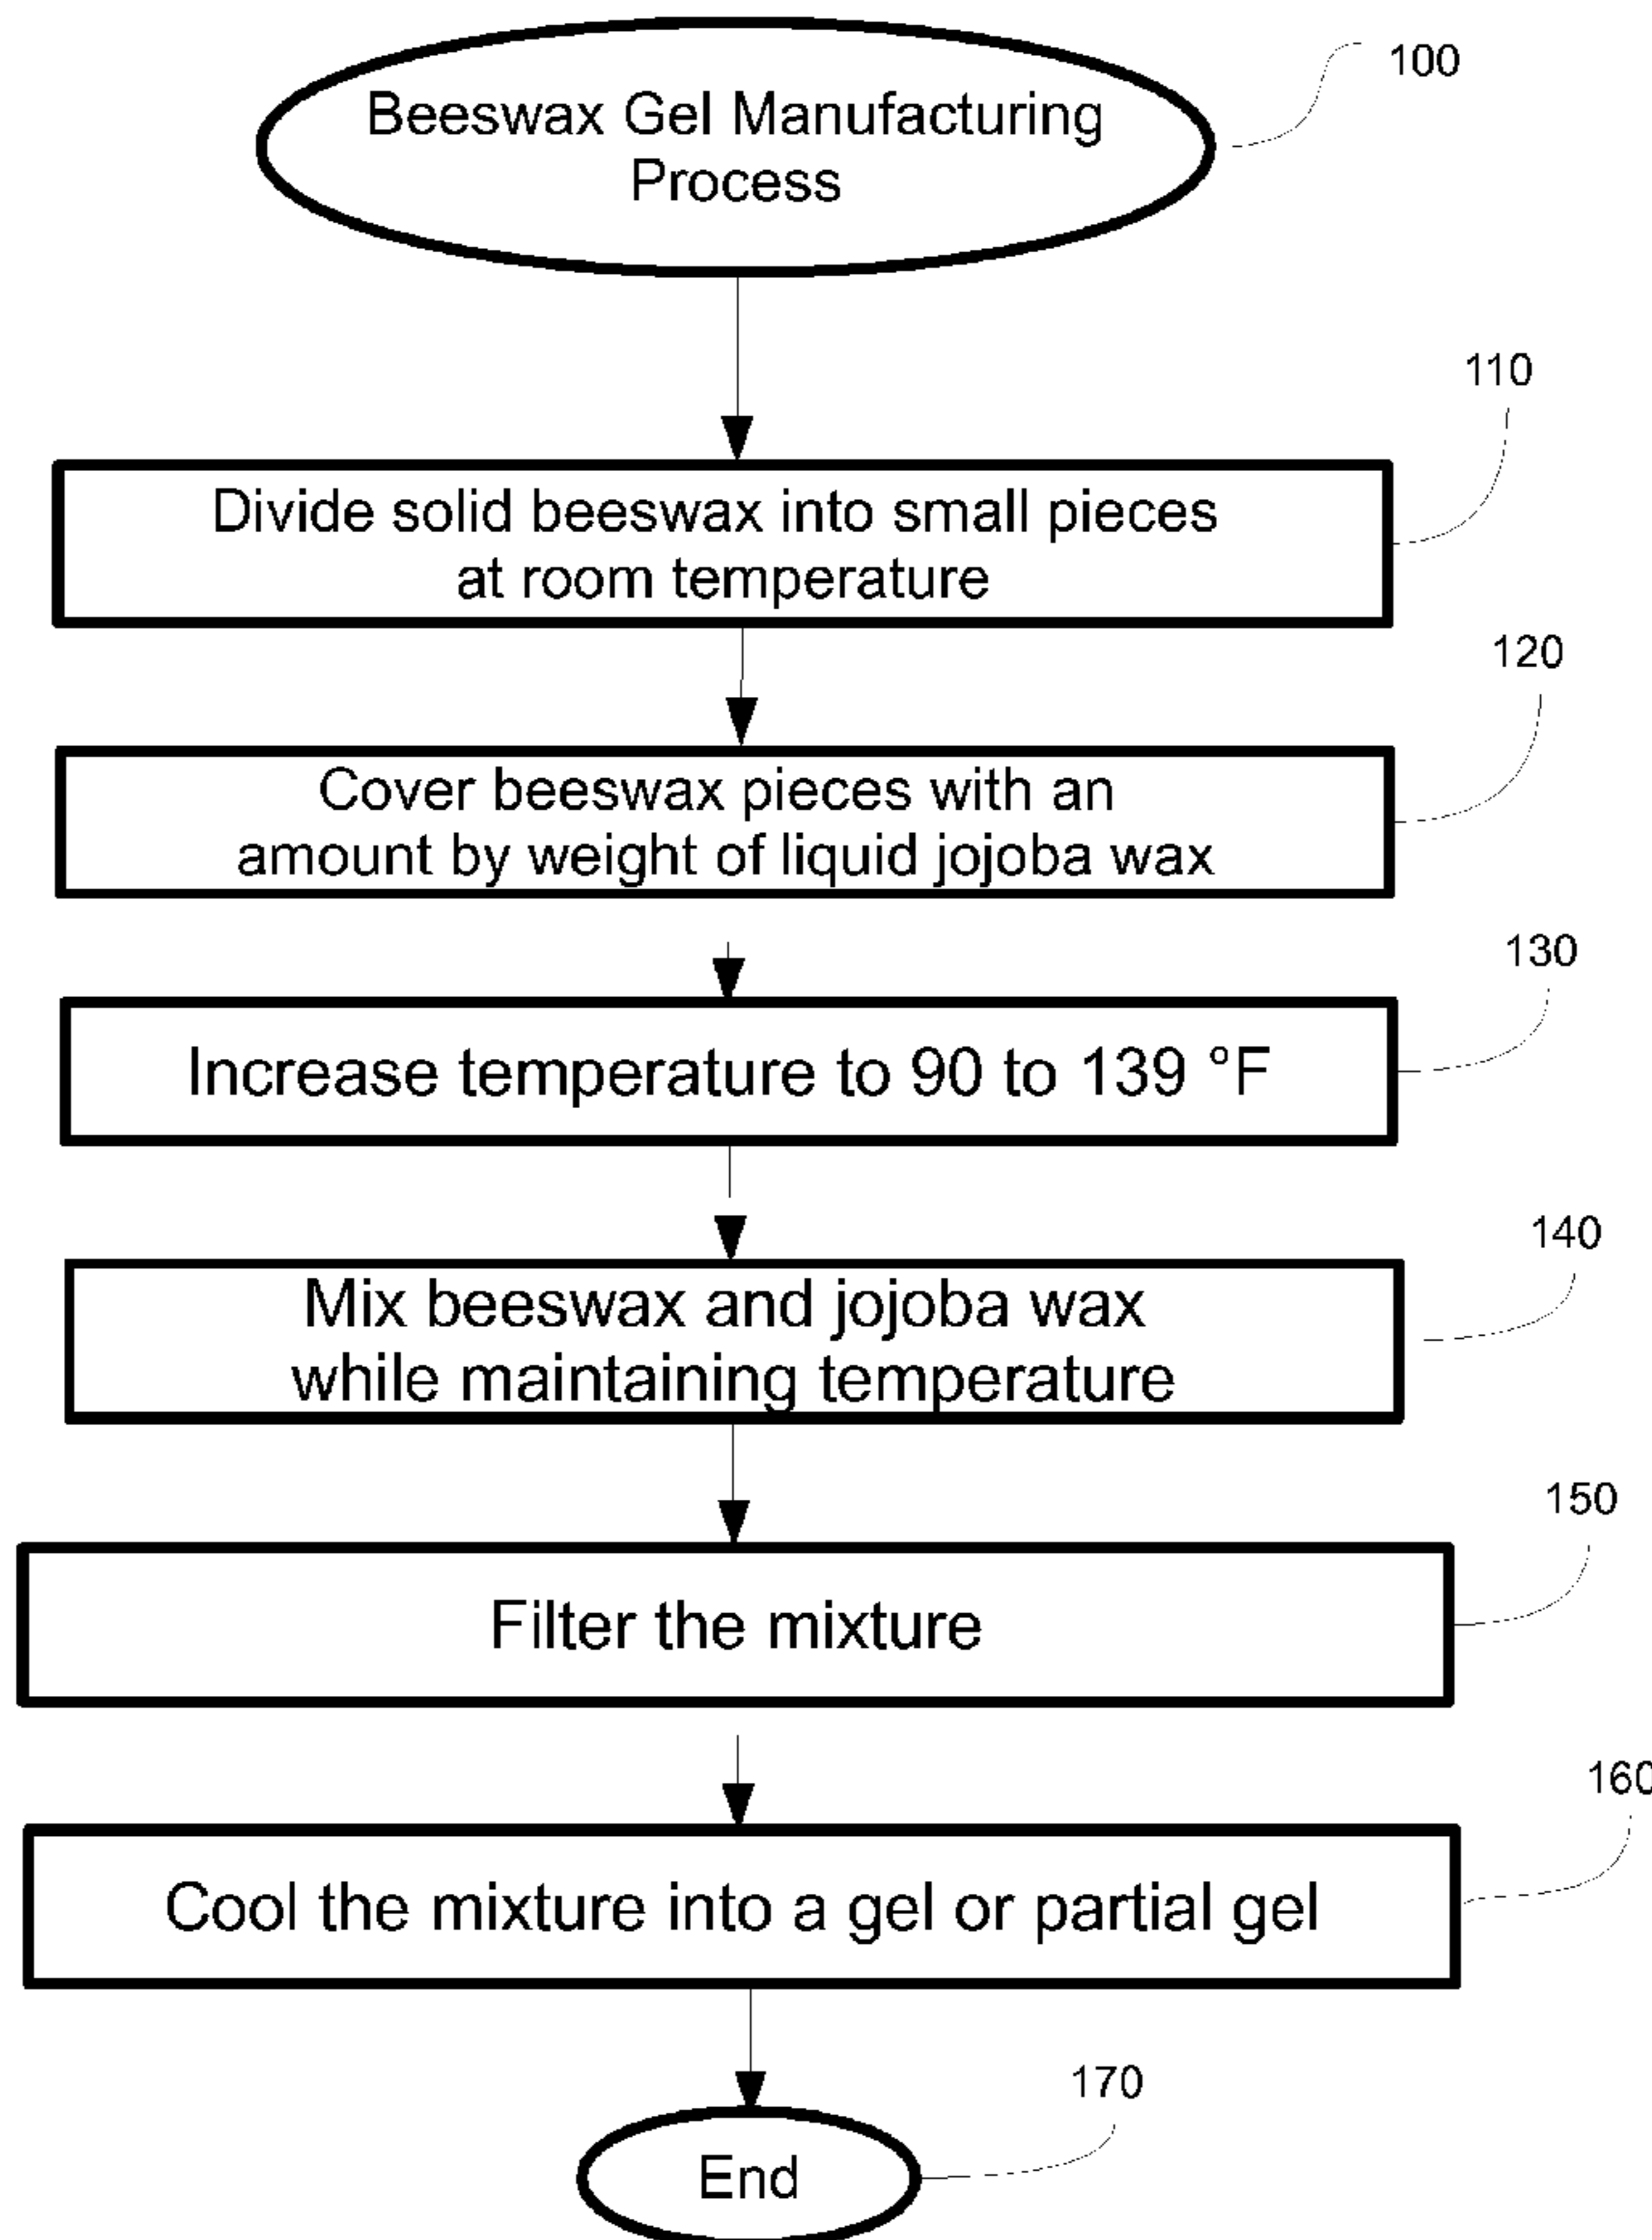 100
Beeswax Gel Manufacturing
Process
110
Divide solid beeswax into small pieces
at room temperature
120
Cover beeswax pieces with an
amount by weight of liquid jojoba wax
130
Increase temperature to 90 to 139 °F
140
Mix beeswax and jojoba wax
while maintaining temperature
150
Filter the mixture
160
Cool the mixture into a gel or partial gel
170
End